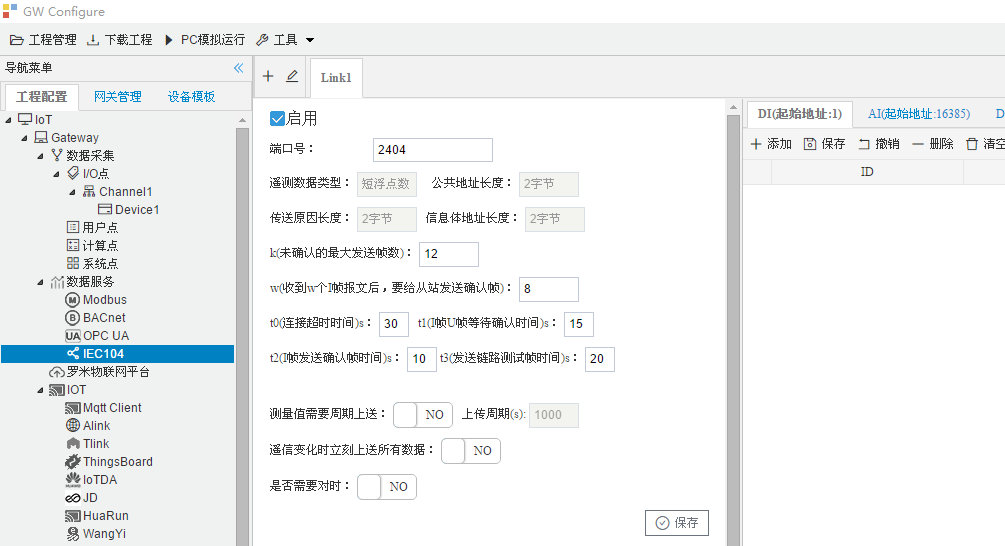 GW Configure
工程管理 下载工程 PC模拟运行 工具
导航菜单
工程配置 网关管理 设备模板
IoT
Gateway
数据采集
I/O点
Channel1
Device1
用户点
计算点
系统点
数据服务
Modbus
BACnet
OPC UA
IEC104
罗米物联网平台
IOT
Mqtt Client
Alink
Tlink
ThingsBoard
IoTDA
JD
HuaRun
WangYi
Link1
启用
端口号： 2404
遥测数据类型： 短浮点数 公共地址长度： 2字节
传送原因长度： 2字节 信息体地址长度： 2字节
k(未确认的最大发送帧数)： 12
w(收到w个I帧报文后，要给从站发送确认帧)： 8
t0(连接超时时间)s： 30 t1(I帧U帧等待确认时间)s： 15
t2(I帧发送确认帧时间)s： 10 t3(发送链路测试帧时间)s： 20
测量值需要周期上送： NO 上传周期(s): 1000
遥信变化时立刻上送所有数据： NO
是否需要对时： NO
保存
DI(起始地址:1) AI(起始地址:16385) D
添加 保存 撤销 删除 清空
ID